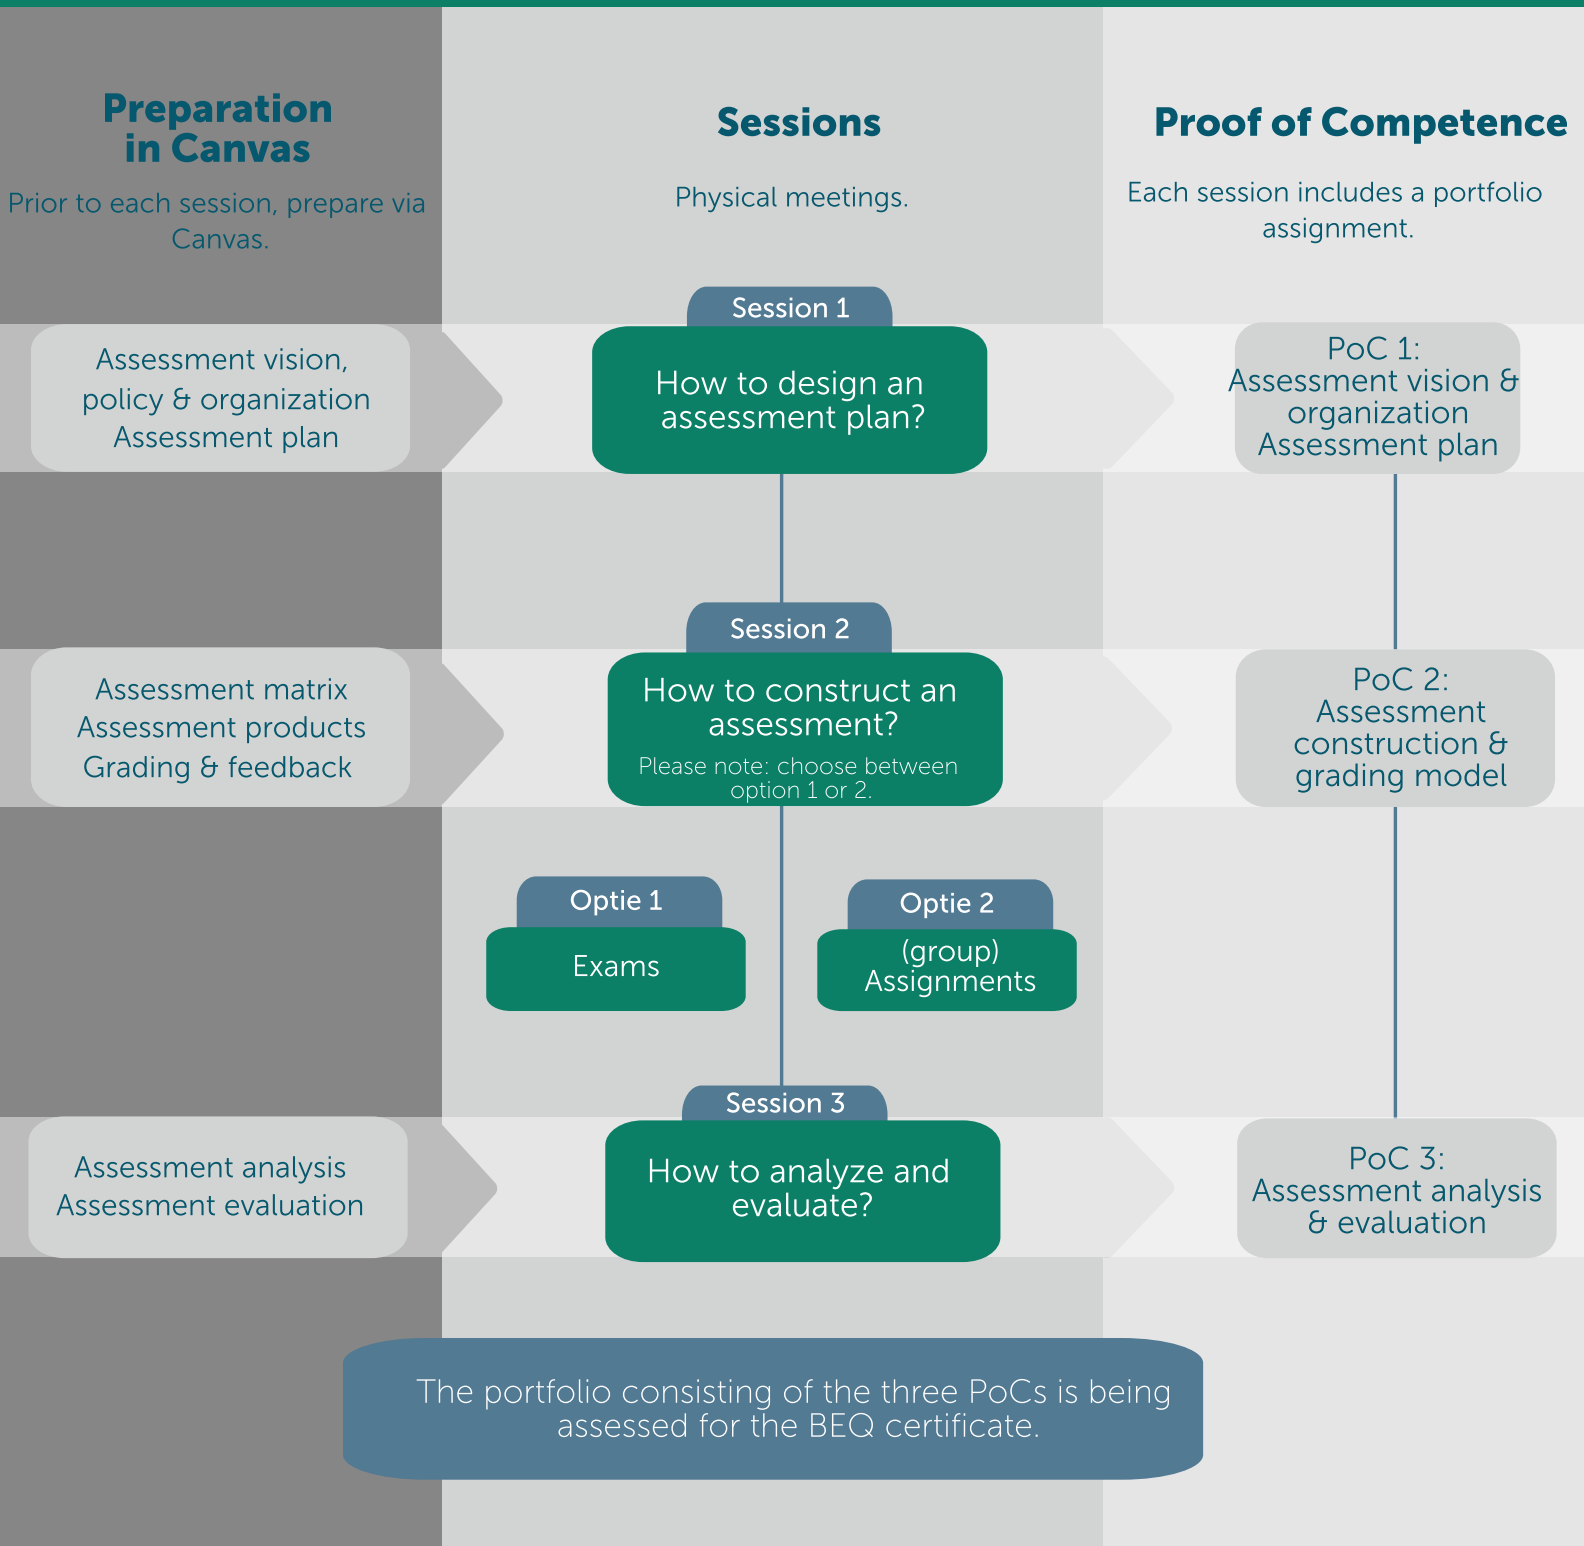 Preparation
in Canvas
Prior to each session, prepare via
Canvas.
Sessions
Physical meetings.
Proof of Competence
Each session includes a portfolio
assignment.
Assessment vision,
policy & organization
Assessment plan
Session 1
How to design an
assessment plan?
PoC 1:
Assessment vision &
organization
Assessment plan
Assessment matrix
Assessment products
Grading & feedback
Session 2
How to construct an
assessment?
Please note: choose between
option 1 or 2.
PoC 2:
Assessment
construction &
grading model
Optie 1
Exams
Optie 2
(group)
Assignments
Assessment analysis
Assessment evaluation
Session 3
How to analyze and
evaluate?
PoC 3:
Assessment analysis
& evaluation
The portfolio consisting of the three PoCs is being
assessed for the BEQ certificate.